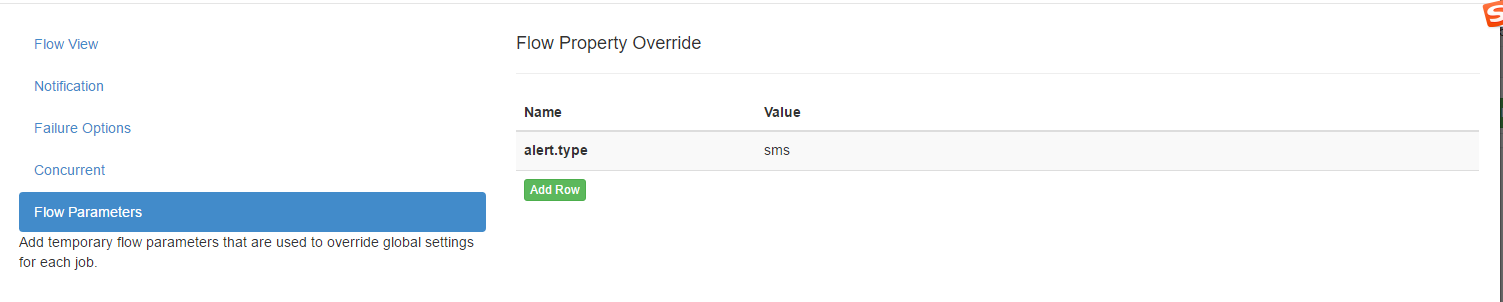 Flow View
Notification
Failure Options
Concurrent
Flow Parameters
Add temporary flow parameters that are used to override global settings
for each job.
Flow Property Override
Name Value
alert.type sms
Add Row